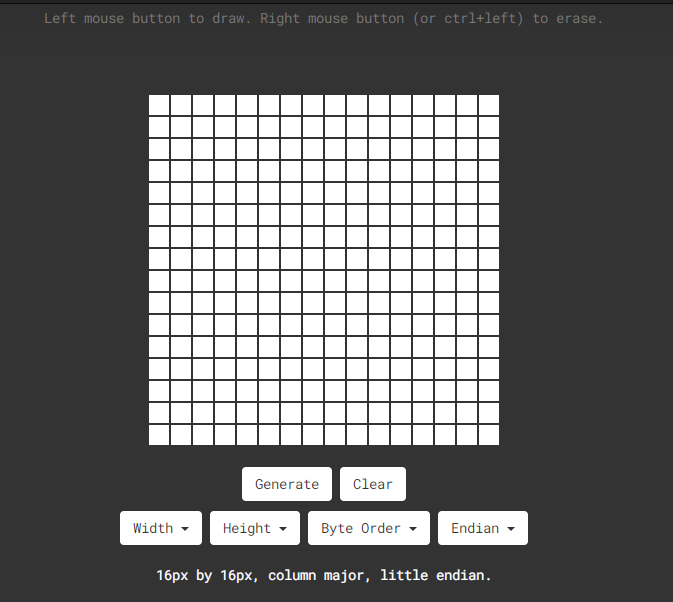 Left mouse button to draw. Right mouse button (or ctrl+left) to erase.
Generate Clear
Width Height Byte Order Endian
16px by 16px, column major, little endian.